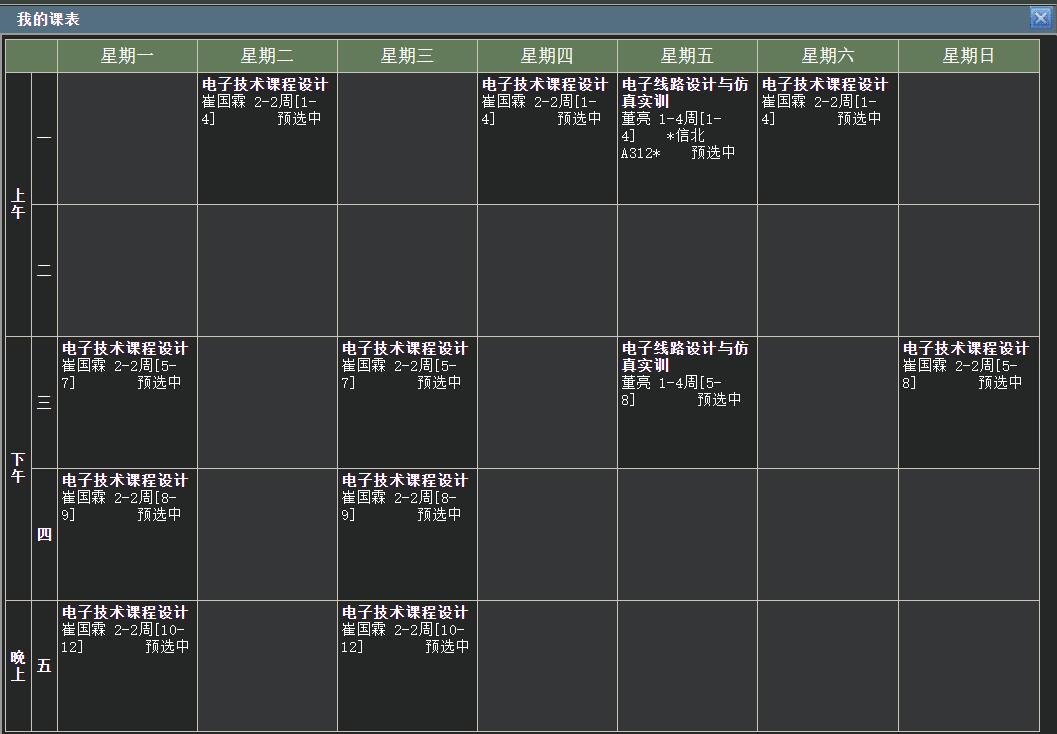 我的课表
星期一 星期二 星期三 星期四 星期五 星期六 星期日
上午
一
电子技术课程设计
崔国霖 2-2周[1-
4] 预选中
电子技术课程设计
崔国霖 2-2周[1-
4] 预选中
电子线路设计与仿
真实训
董亮 1-4周[1-
4] *信北
A312* 预选中
电子技术课程设计
崔国霖 2-2周[1-
4] 预选中
二
下午
三
电子技术课程设计
崔国霖 2-2周[5-
7] 预选中
电子技术课程设计
崔国霖 2-2周[5-
7] 预选中
电子线路设计与仿
真实训
董亮 1-4周[5-
8] 预选中
电子技术课程设计
崔国霖 2-2周[5-
8] 预选中
四
电子技术课程设计
崔国霖 2-2周[8-
9] 预选中
电子技术课程设计
崔国霖 2-2周[8-
9] 预选中
晚上
五
电子技术课程设计
崔国霖 2-2周[10-
12] 预选中
电子技术课程设计
崔国霖 2-2周[10-
12] 预选中